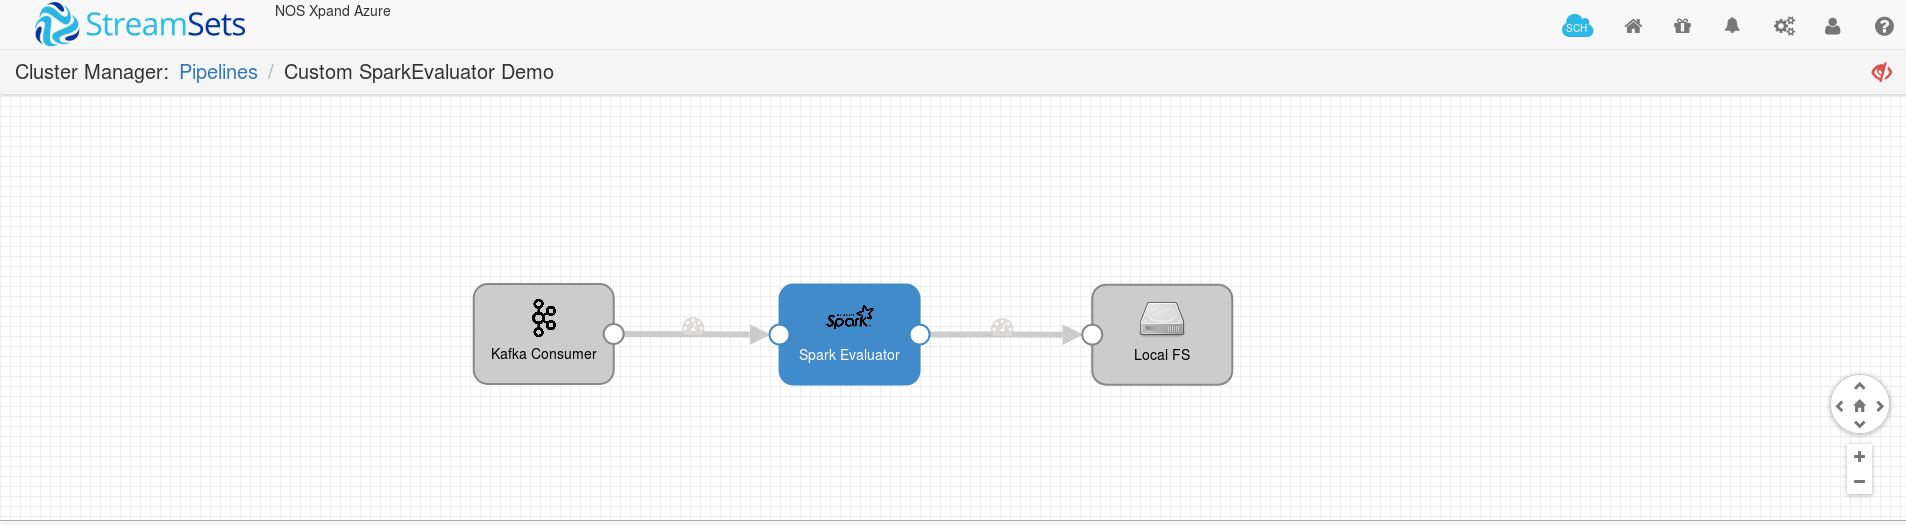 StreamSets
NOS Xpand Azure
SCH
Cluster Manager: Pipelines / Custom SparkEvaluator Demo
Kafka Consumer
Spark
Spark Evaluator
Local FS